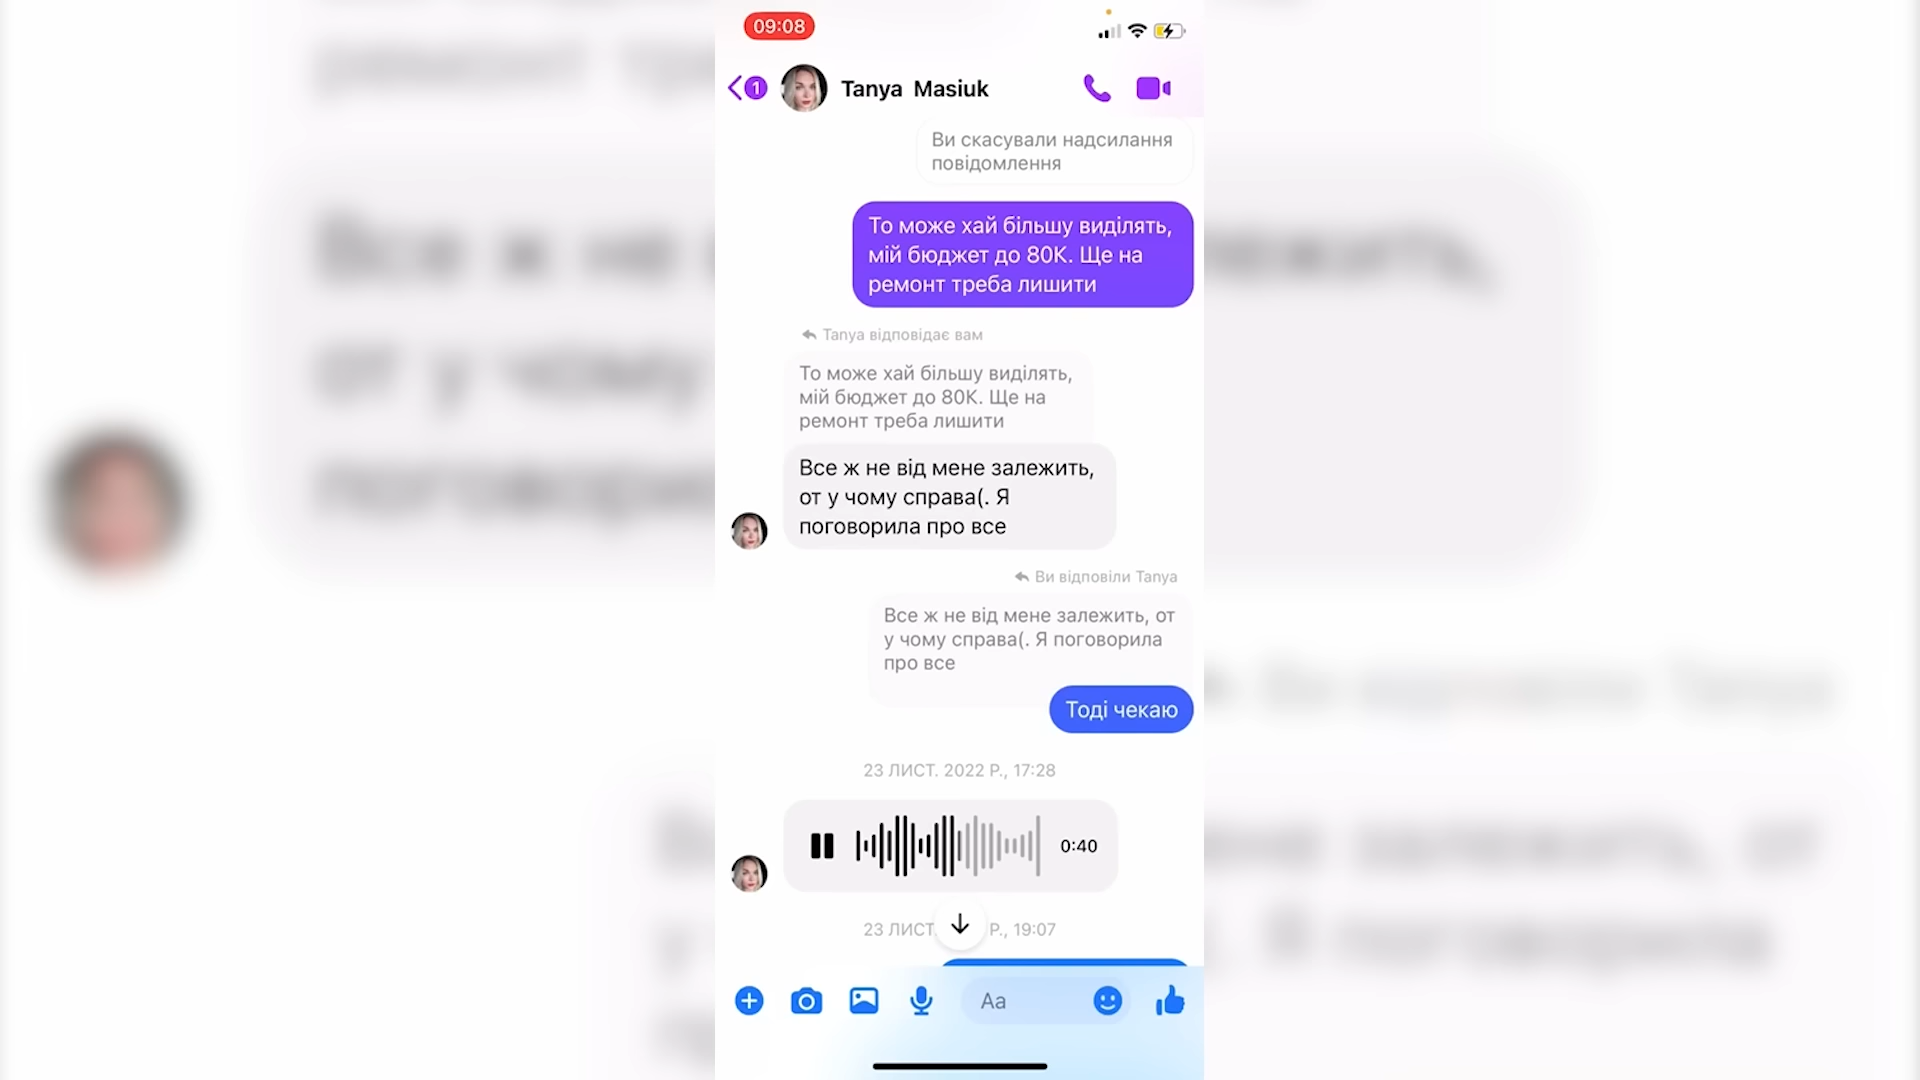 09:08
1
Tanya Masiuk
Ви скасували надсилання
повідомлення
То може хай більшу виділять,
мій бюджет до 80К. Ще на
ремонт треба лишити
Tanya відповідає вам
То може хай більшу виділять,
мій бюджет до 80К. Ще на
ремонт треба лишити
Все ж не від мене залежить,
от у чому справа(. Я
поговорила про все
Ви відповіли Tanya
Все ж не від мене залежить, от
у чому справа(. Я поговорила
про все
Тоді чекаю
23 ЛИСТ. 2022 Р., 17:28
0:40
23 ЛИСТ Р., 19:07
Aa